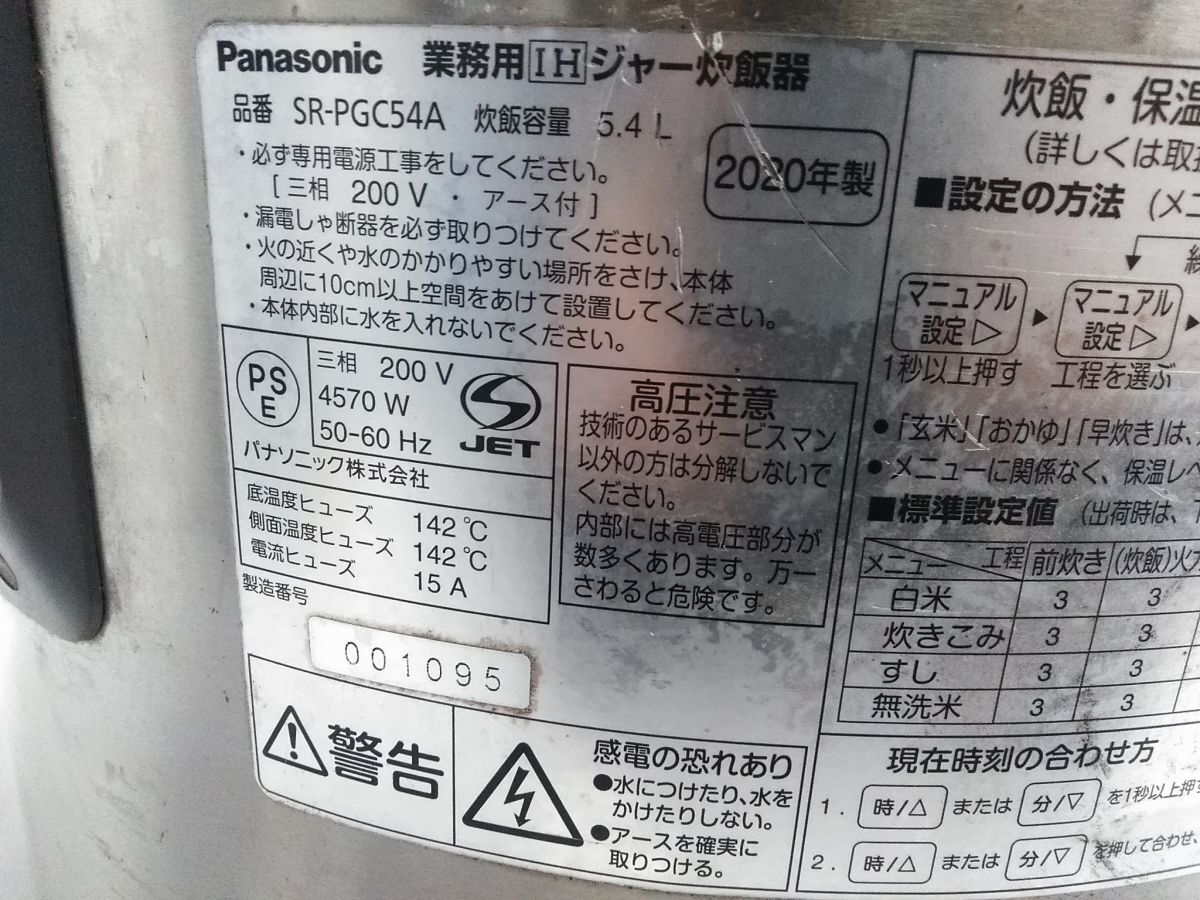 Panasonic 業務用IHジャー炊飯器
品番 SR-PGC54A 炊飯容量 5.4 L
2020年製
・必ず専用電源工事をしてください。
[三相 200 V ・ アース付]
・漏電しゃ断器を必ず取りつけてください。
・火の近くや水のかかりやすい場所をさけ、本体
周辺に10cm以上空間をあけて設置してください。
・本体内部に水を入れないでください。
PS
E
三相 200 V
4570 W
50-60 Hz
JET
パナソニック株式会社
底温度ヒューズ 142 ℃
側面温度ヒューズ 142 ℃
電流ヒューズ 15 A
製造番号
001095
高圧注意
技術のあるサービスマン
以外の方は分解しないで
ください。
内部には高電圧部分が
数多くあります。万一
さわると危険です。
警告
感電の恐れあり
●水につけたり、水を
かけたりしない。
●アースを確実に
取りつける。
炊飯・保温
(詳しくは取
■設定の方法 (メニ
マニュアル
設定▷
▶
マニュアル
設定▷
1秒以上押す 工程を選ぶ
●「玄米」「おかゆ」「早炊き」は、
●メニューに関係なく、保温レベ
■標準設定値 (出荷時は、
メニュー 工程 前炊き (炊飯)火力
白米 3 3
炊きこみ 3 3
すし 3 3
無洗米 3 3
現在時刻の合わせ方
1. 時/△ または 分/▽ を1秒以上押す
2. 時/△ または 分/▽ を押して合わせ、